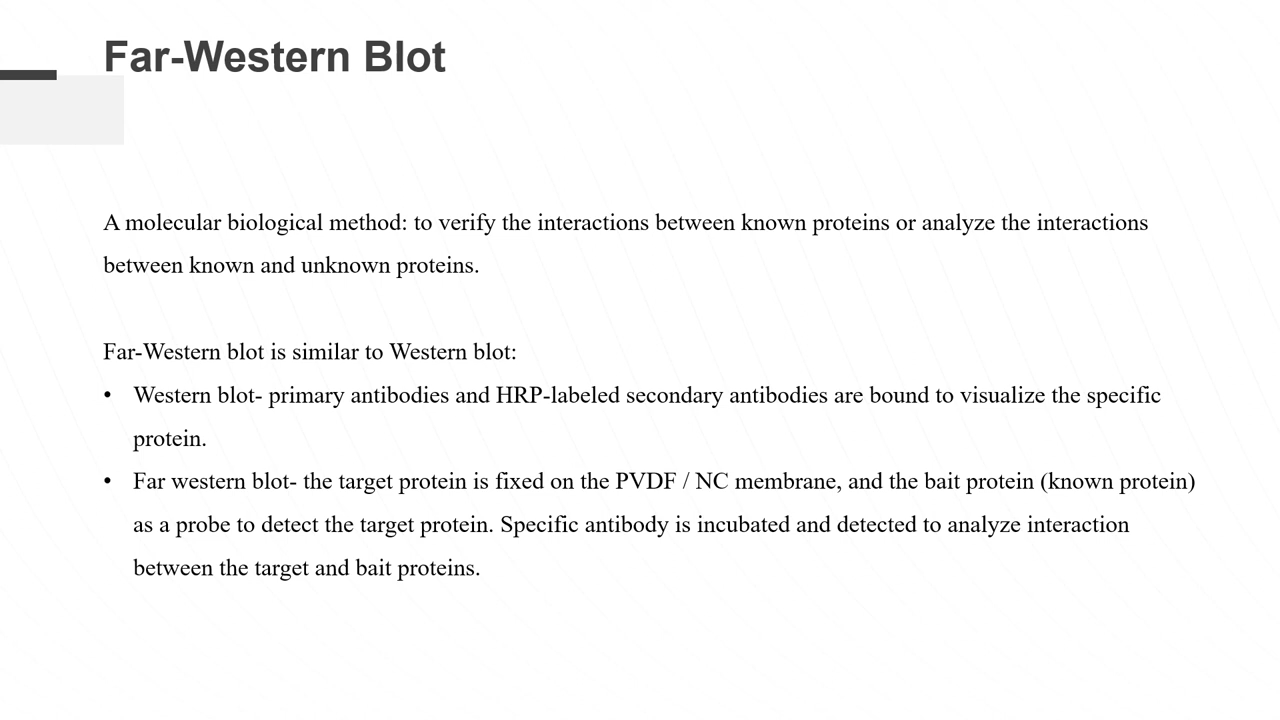 Far-Western Blot
A molecular biological method: to verify the interactions between known proteins or analyze the interactions
between known and unknown proteins.
Far-Western blot is similar to Western blot:
• Western blot- primary antibodies and HRP-labeled secondary antibodies are bound to visualize the specific
protein.
• Far western blot- the target protein is fixed on the PVDF / NC membrane, and the bait protein (known protein)
as a probe to detect the target protein. Specific antibody is incubated and detected to analyze interaction
between the target and bait proteins.